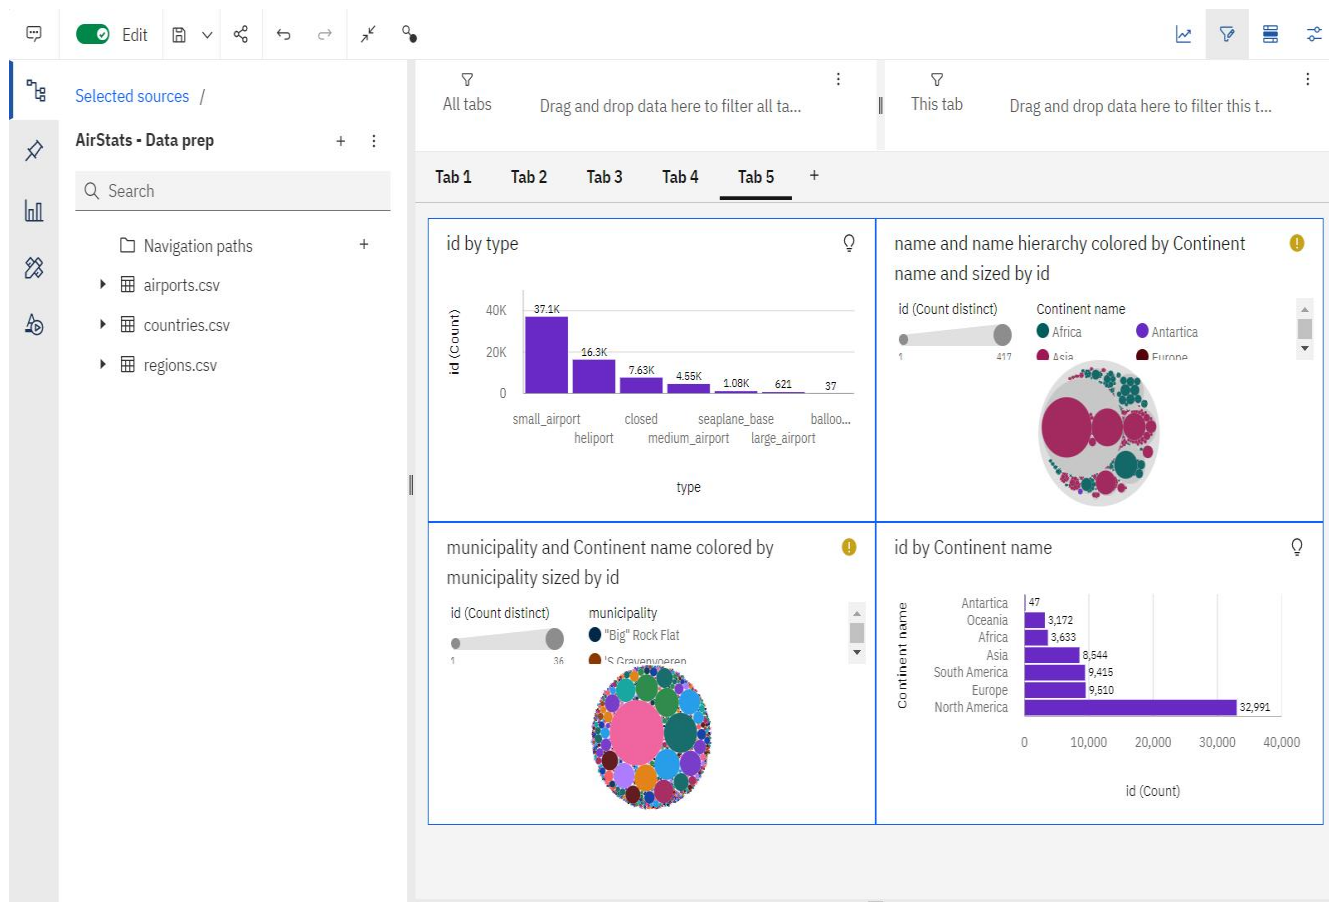 Edit
Selected sources /
AirStats - Data prep
Search
Navigation paths
airports.csv
countries.csv
regions.csv
All tabs
Drag and drop data here to filter all ta...
This tab
Drag and drop data here to filter this t...
Tab 1 Tab 2 Tab 3 Tab 4 Tab 5 +
id by type
id (Count)
40K
20K
0
37.1K
16.3K
7.63K
4.55K
1.08K
621
37
small_airport closed seaplane_base balloo...
heliport medium_airport large_airport
type
name and name hierarchy colored by Continent
name and sized by id
id (Count distinct)
1 417
Continent name
Africa Antartica
Asia Europe
municipality and Continent name colored by
municipality sized by id
id (Count distinct)
1 36
municipality
"Big" Rock Flat
'S Gravenvoeren
id by Continent name
Continent name
Antartica 47
Oceania 3,172
Africa 3,633
Asia 8,544
South America 9,415
Europe 9,510
North America 32,991
0 10,000 20,000 30,000 40,000
id (Count)